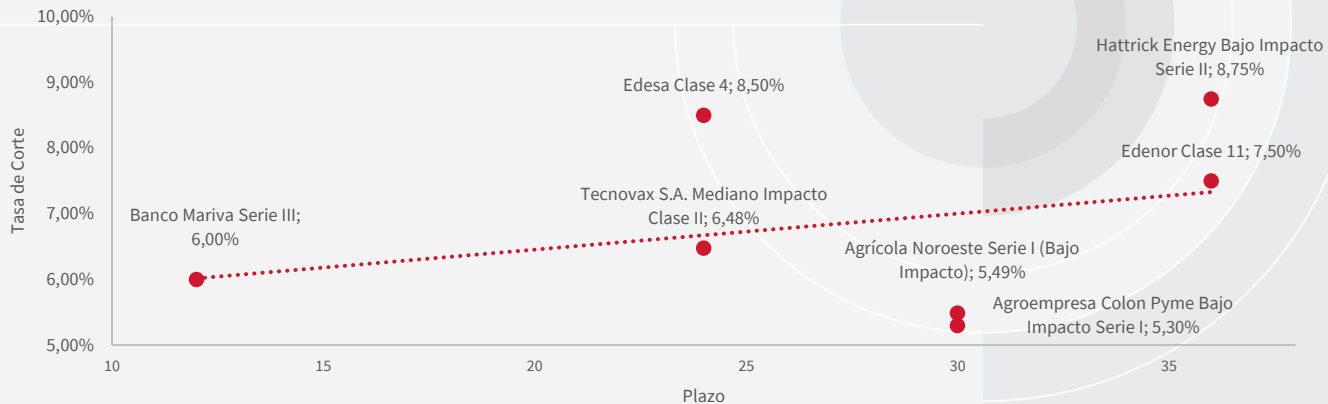 10,00%
9,00%
8,00%
7,00%
6,00%
5,00%
Tasa de Corte
Hattrick Energy Bajo Impacto
Serie II; 8,75%
Edesa Clase 4; 8,50%
Edenor Clase 11; 7,50%
Tecnovax S.A. Mediano Impacto
Clase II; 6,48%
Banco Mariva Serie III;
6,00%
Agrícola Noroeste Serie I (Bajo
Impacto); 5,49%
Agroempresa Colon Pyme Bajo
Impacto Serie I; 5,30%
10
15
20
25
30
35
Plazo